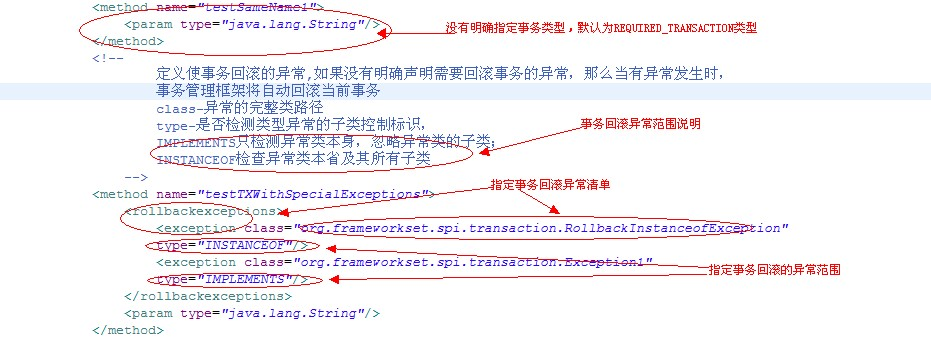 <method name="testSameName1">
<param type="java.lang.String"/>
没有明确指定事务类型，默认为REQUIRED_TRANSACTION类型
</method>
<!--
定义使事务回滚的异常,如果没有明确声明需要回滚事务的异常，那么当有异常发生时，
事务管理框架将自动回滚当前事务
class-异常的完整类路径
type-是否检测类型异常的子类控制标识，
事务回滚异常范围说明
IMPLEMENTS只检测异常类本身，忽略异常类的子类；
INSTANCEOF检查异常类本省及其所有子类
-->
指定事务回滚异常清单
<method name="testTXWithSpecialExceptions">
<rollbackexceptions>
<exception class="org.frameworkset.spi.transaction.RollbackInstanceofException"
type="INSTANCEOF"/>
<exception class="org.frameworkset.spi.transaction.Exception1"
指定事务回滚的异常范围
type="IMPLEMENTS"/>
</rollbackexceptions>
<param type="java.lang.String"/>
</method>